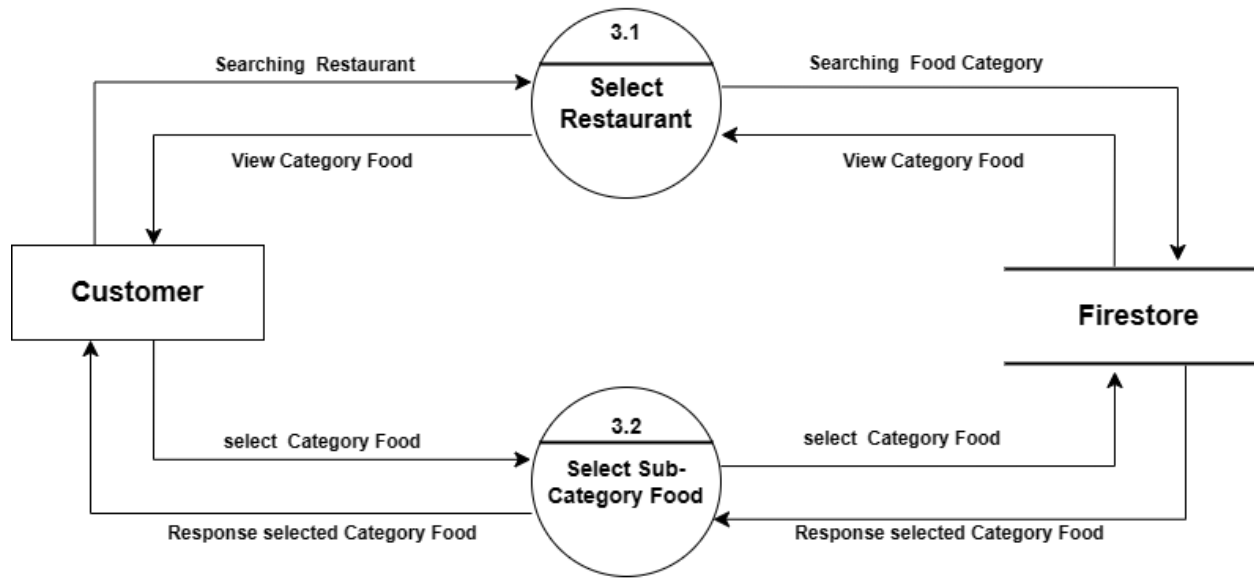 3.1
Searching Restaurant
Searching Food Category
Select
Restaurant
View Category Food
View Category Food
Customer
Firestore
3.2
select Category Food
select Category Food
Select Sub-
Category Food
Response selected Category Food
Response selected Category Food